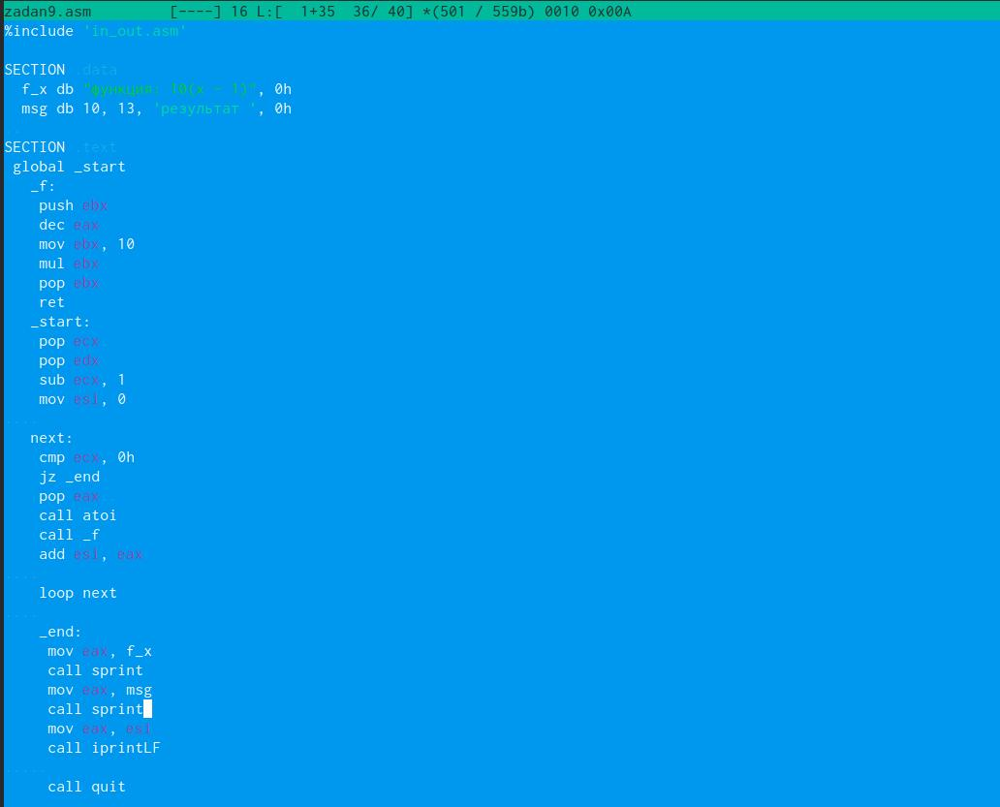 zadan9.asm [----] 16 L:[ 1+35 36/ 40] *(501 / 559b) 0010 0x00A
%include 'in_out.asm'
SECTION .data
f_x db "функция: 10(x - 1)", 0h
msg db 10, 13, 'результат ', 0h
..
SECTION .text
global _start
_f:
push ebx
dec eax
mov ebx, 10
mul ebx
pop ebx
ret
_start:
pop ecx
pop edx
sub ecx, 1
mov esi, 0
....
next:
cmp ecx, 0h
jz _end
pop eax
call atoi
call _f
add esi, eax
....
loop next
....
_end:
mov eax, f_x
call sprint
mov eax, msg
call sprint
mov eax, esi
call iprintLF
.....
call quit